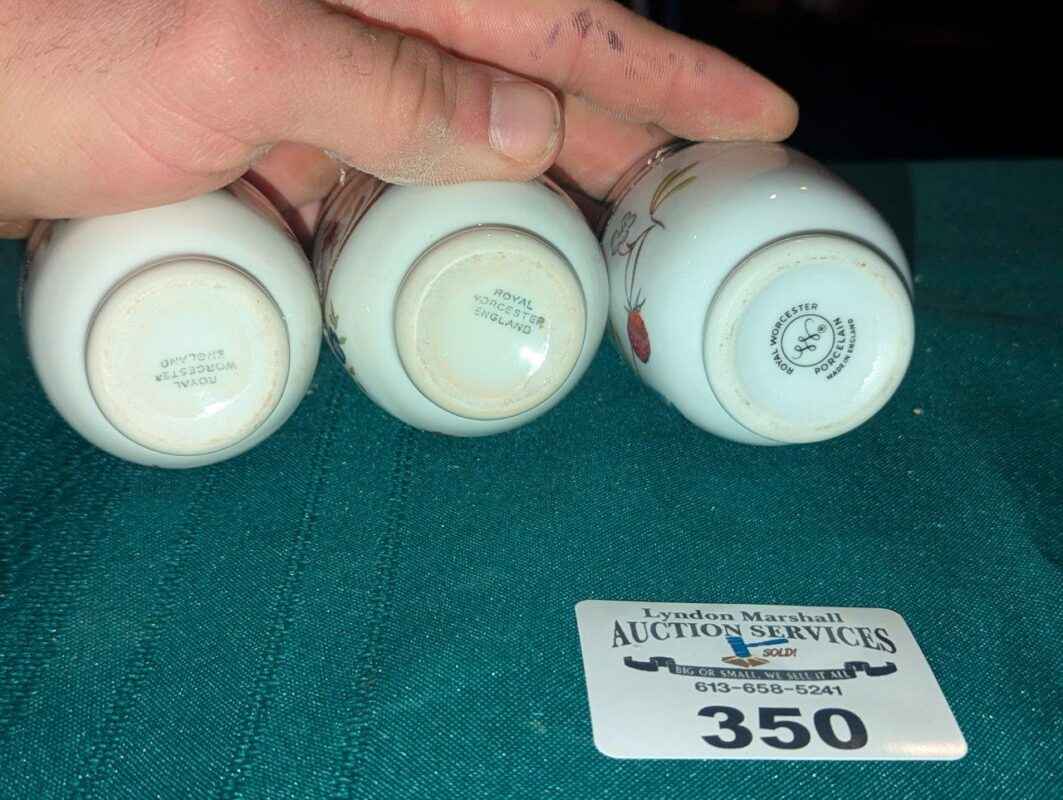 ROYAL
WORCESTER
ENGLAND
ROYAL
WORCESTER
ENGLAND
ROYAL WORCESTER
PORCELAIN
MADE IN ENGLAND
®
Lyndon Marshall
AUCTION SERVICES
SOLD!
BIG OR SMALL, WE SELL IT ALL
613-658-5241
350